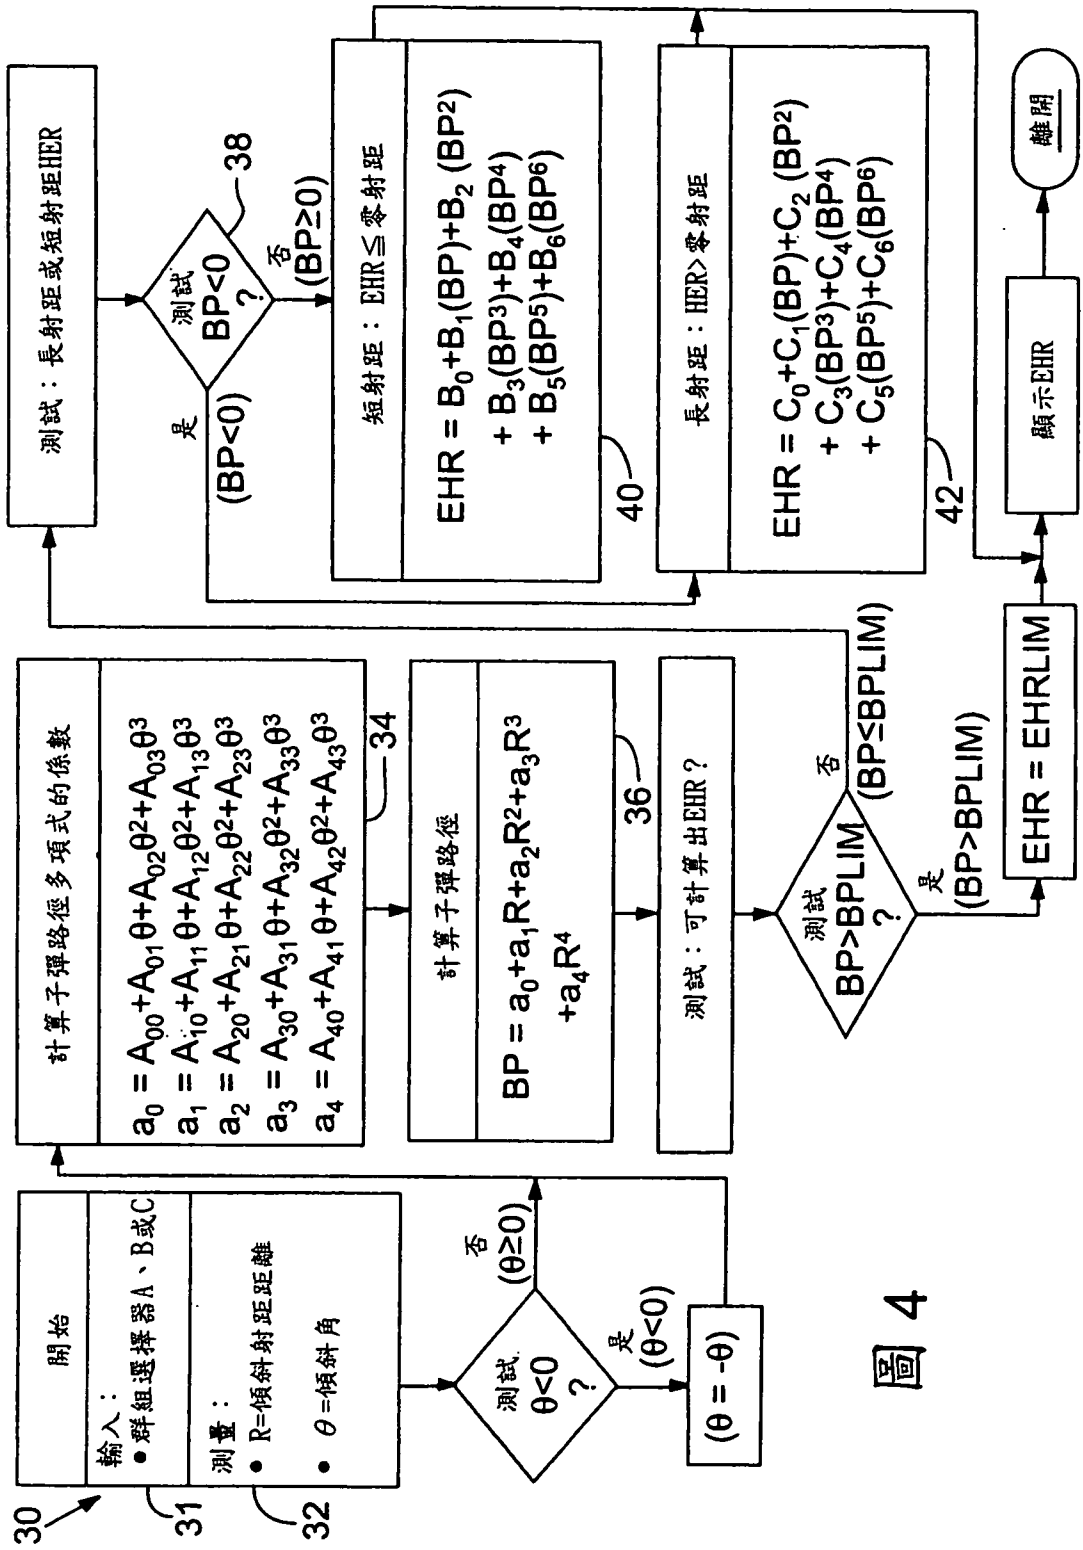 30
開始
輸入：
• 群組選擇器A、B或C
31
測量：
• R=傾斜射距距離
• θ=傾斜角
32
測試
θ<0
?
否
(θ≥0)
是
(θ<0)
(θ = -θ)
計算子彈路徑多項式的係數
a₀ = A₀₀+A₀₁θ+A₀₂θ²+A₀₃θ³
a₁ = A₁₀+A₁₁θ+A₁₂θ²+A₁₃θ³
a₂ = A₂₀+A₂₁θ+A₂₂θ²+A₂₃θ³
a₃ = A₃₀+A₃₁θ+A₃₂θ²+A₃₃θ³
a₄ = A₄₀+A₄₁θ+A₄₂θ²+A₄₃θ³
34
計算子彈路徑
BP = a₀+a₁R+a₂R²+a₃R³
+a₄R⁴
36
測試：可計算出EHR？
測試
BP>BPLIM
?
否
(BP≤BPLIM)
是
(BP>BPLIM)
EHR = EHRLIM
測試：長射距或短射距HER
測試
BP<0
?
38
是
(BP<0)
否
(BP≥0)
短射距：EHR≦零射距
EHR = B₀+B₁(BP)+B₂ (BP²)
+ B₃(BP³)+B₄(BP⁴)
+ B₅(BP⁵)+B₆(BP⁶)
40
長射距：HER>零射距
EHR = C₀+C₁(BP)+C₂ (BP²)
+ C₃(BP³)+C₄(BP⁴)
+ C₅(BP⁵)+C₆(BP⁶)
42
顯示EHR
離開
圖 4